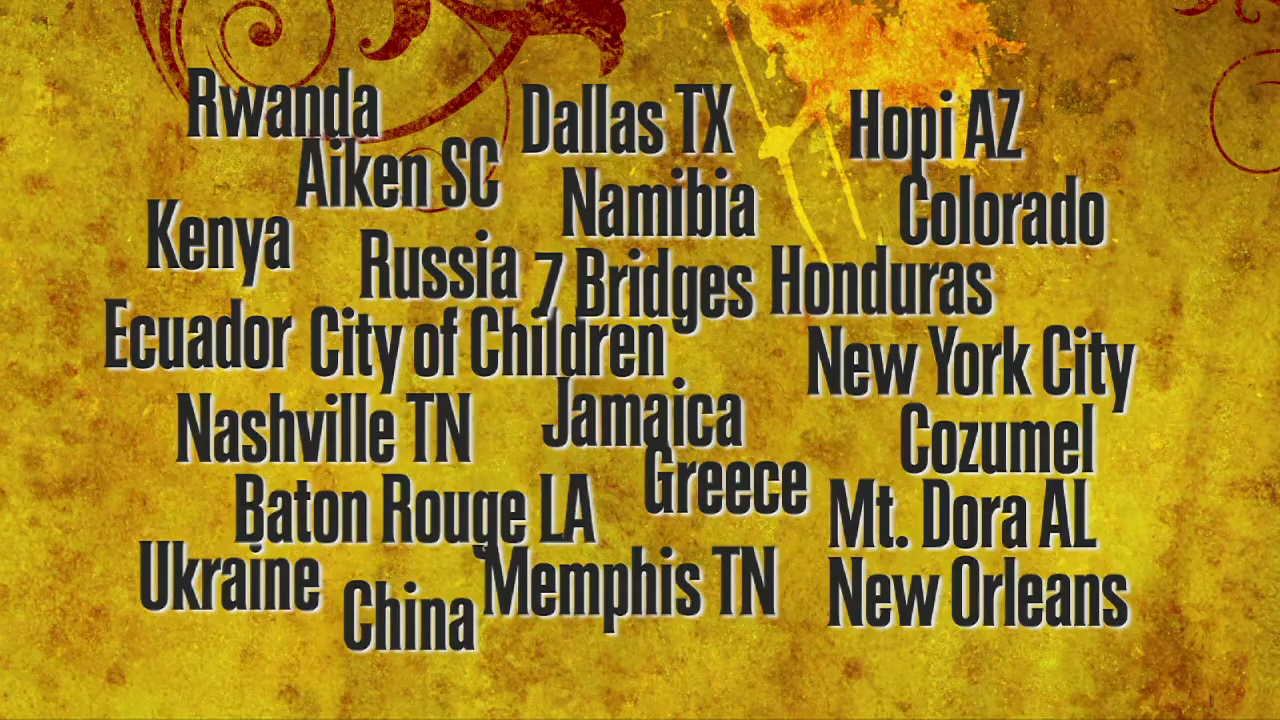 Rwanda
Dallas TX
Hopi AZ
Aiken SC
Namibia
Colorado
Kenya
Russia
7 Bridges
Honduras
Ecuador
City of Children
New York City
Nashville TN
Jamaica
Cozumel
Greece
Baton Rouge LA
Mt. Dora AL
Ukraine
Memphis TN
New Orleans
China